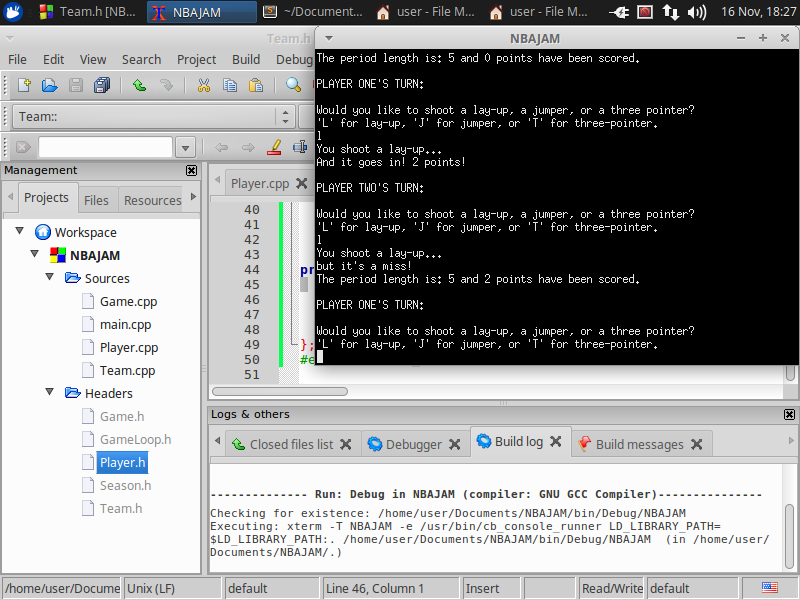 Team.h [NB...
NBAJAM
~/Document...
user - File M...
user - File M...
16 Nov, 18:27
Team.h
NBAJAM
File Edit View Search Project Build Debug
Team::
Management
Projects
Files
Resources
Workspace
NBAJAM
Sources
Game.cpp
main.cpp
Player.cpp
Team.cpp
Headers
Game.h
GameLoop.h
Player.h
Season.h
Team.h
Player.cpp
40
41
42
43
44 pr
45
46
47
48
49 };
50 #e
51
The period length is: 5 and 0 points have been scored.
PLAYER ONE'S TURN:
Would you like to shoot a lay-up, a jumper, or a three pointer?
'L' for lay-up, 'J' for jumper, or 'T' for three-pointer.
l
You shoot a lay-up...
And it goes in! 2 points!
PLAYER TWO'S TURN:
Would you like to shoot a lay-up, a jumper, or a three pointer?
'L' for lay-up, 'J' for jumper, or 'T' for three-pointer.
l
You shoot a lay-up...
but it's a miss!
The period length is: 5 and 2 points have been scored.
PLAYER ONE'S TURN:
Would you like to shoot a lay-up, a jumper, or a three pointer?
'L' for lay-up, 'J' for jumper, or 'T' for three-pointer.
Logs & others
Closed files list
Debugger
Build log
Build messages
-------------- Run: Debug in NBAJAM (compiler: GNU GCC Compiler)---------------
Checking for existence: /home/user/Documents/NBAJAM/bin/Debug/NBAJAM
Executing: xterm -T NBAJAM -e /usr/bin/cb_console_runner LD_LIBRARY_PATH=
$LD_LIBRARY_PATH:. /home/user/Documents/NBAJAM/bin/Debug/NBAJAM  (in /home/user/
Documents/NBAJAM/.)
/home/user/Docume
Unix (LF)
default
Line 46, Column 1
Insert
Read/Write
default